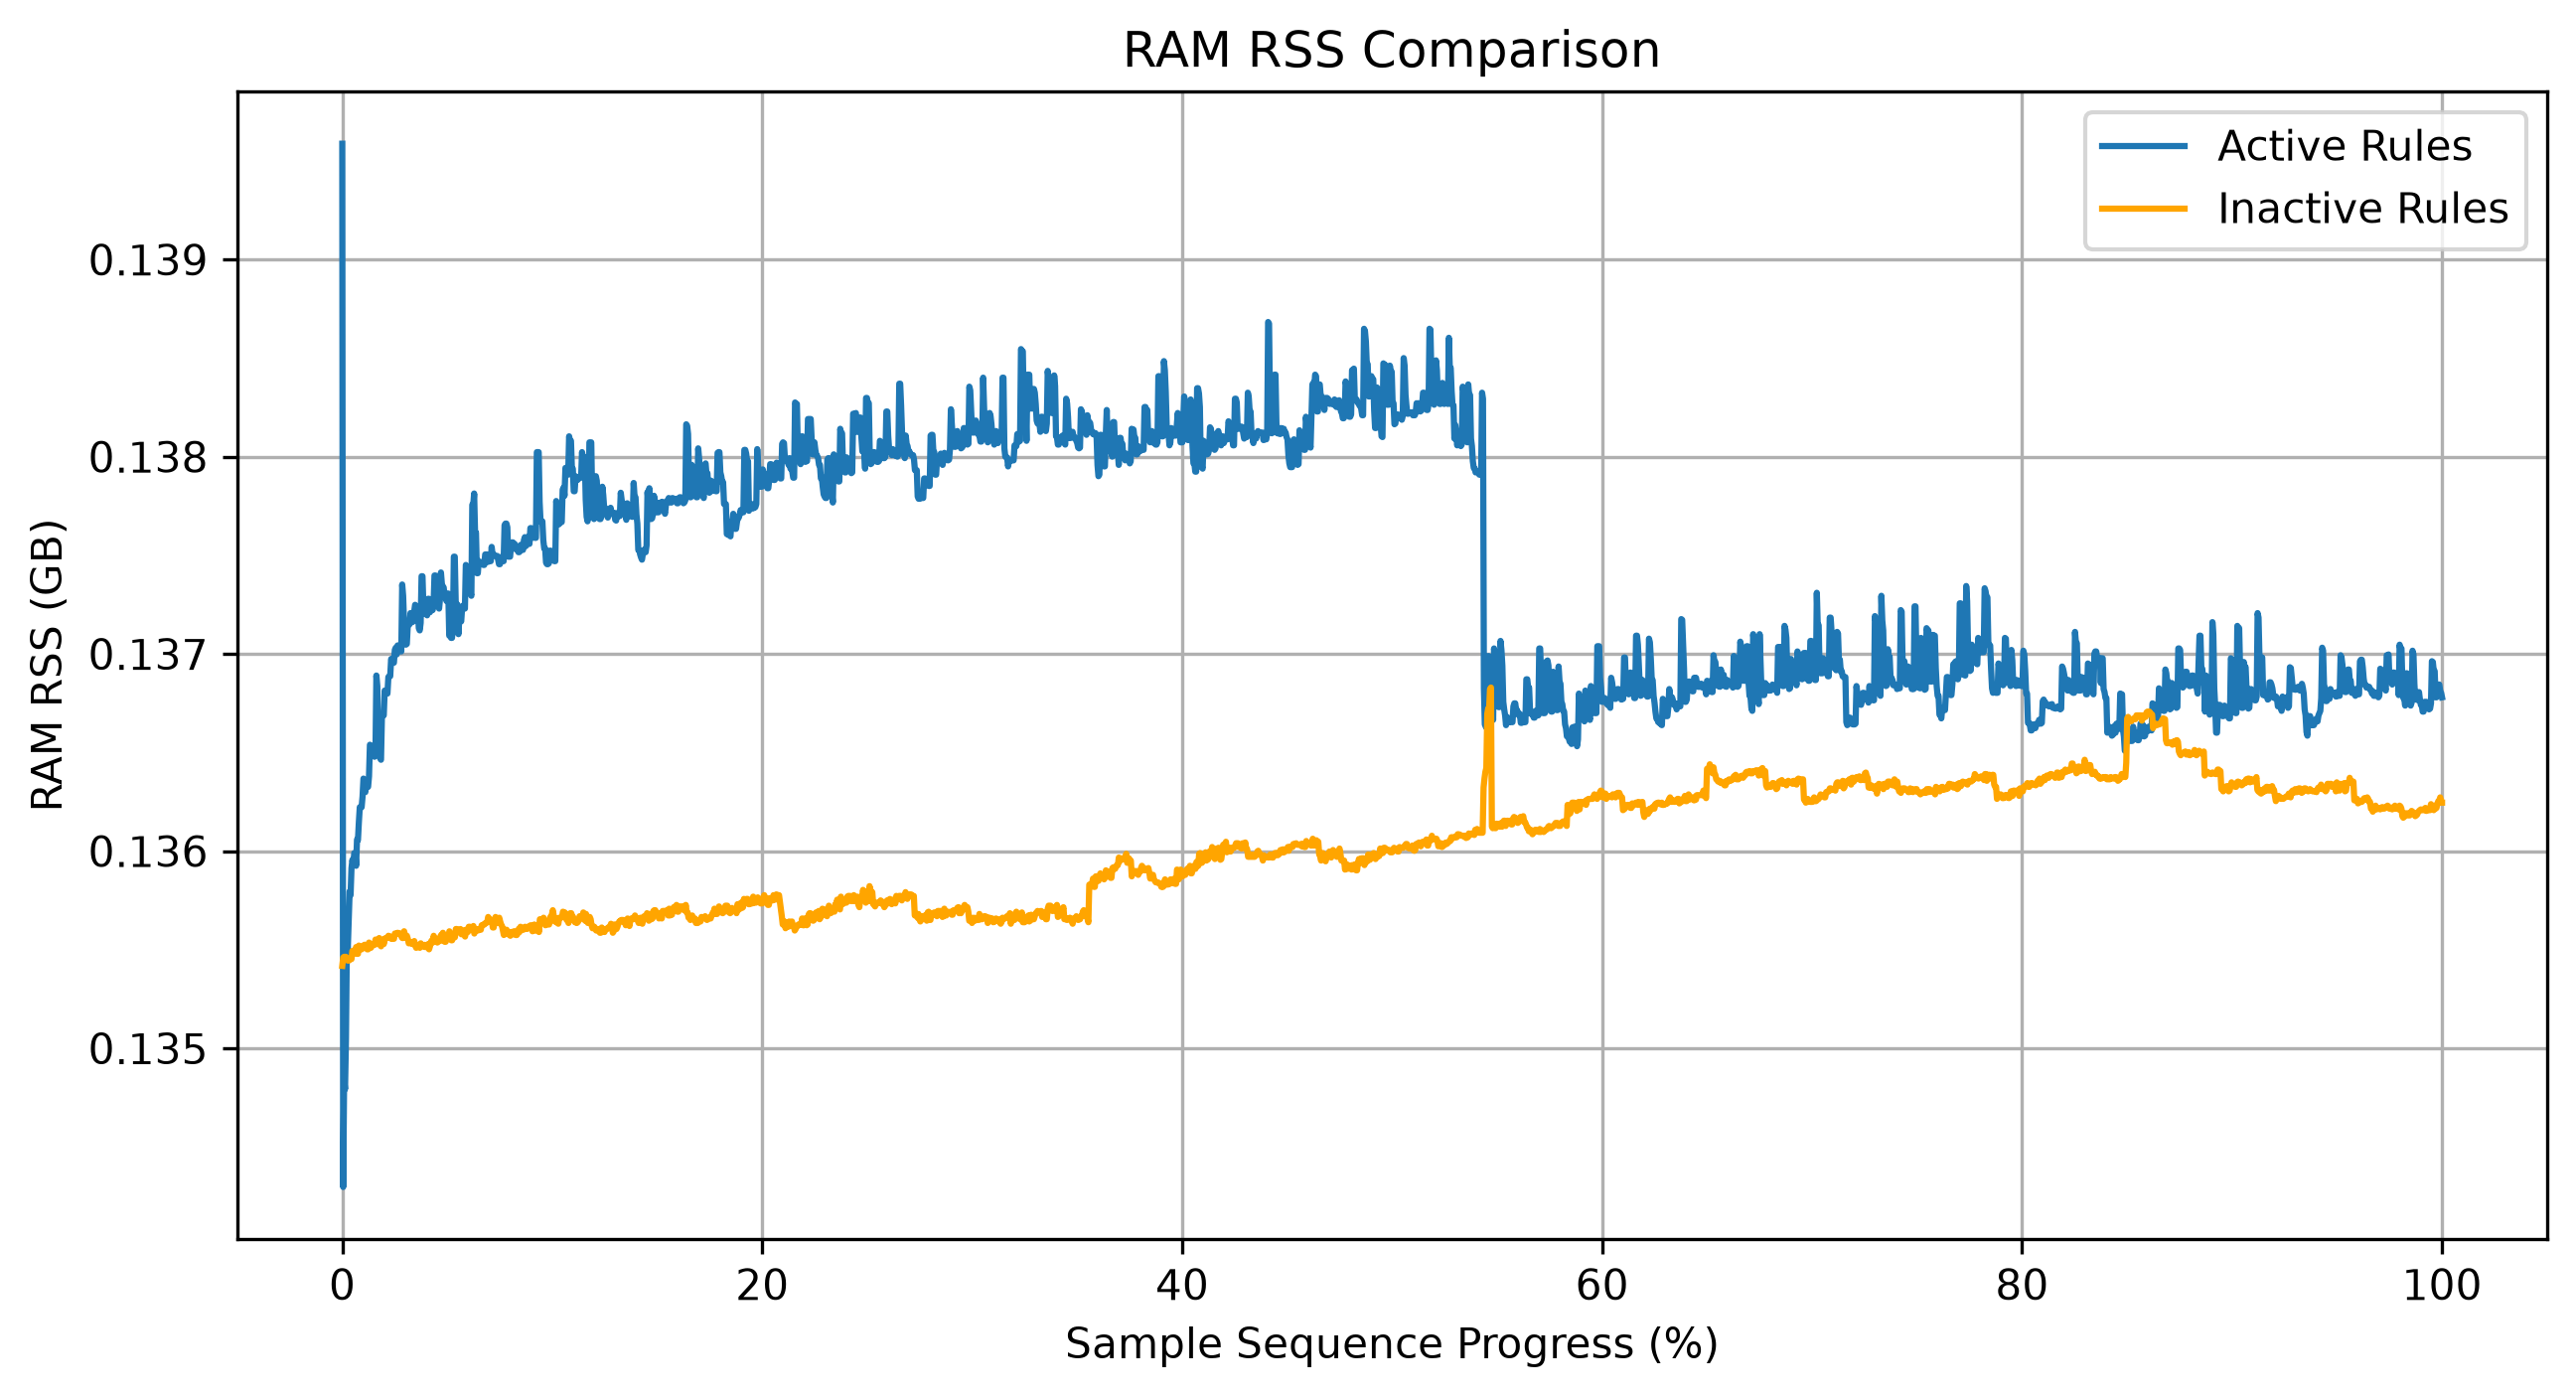 RAM RSS Comparison
Active Rules
Inactive Rules
RAM RSS (GB)
0.139
0.138
0.137
0.136
0.135
0 20 40 60 80 100
Sample Sequence Progress (%)